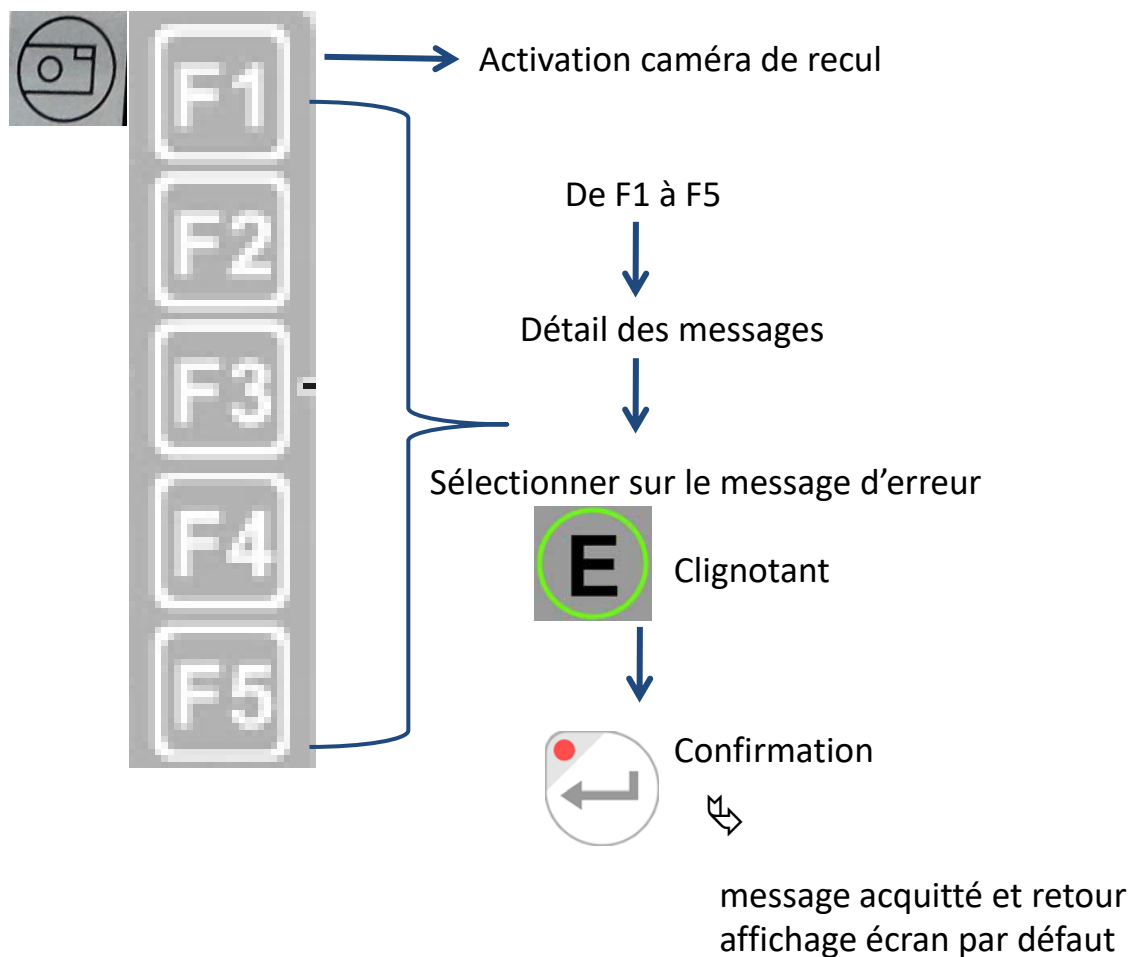 F1
Activation caméra de recul
F2
De F1 à F5
Détail des messages
F3
Sélectionner sur le message d’erreur
F4
E
Clignotant
F5
Confirmation
message acquitté et retour
affichage écran par défaut